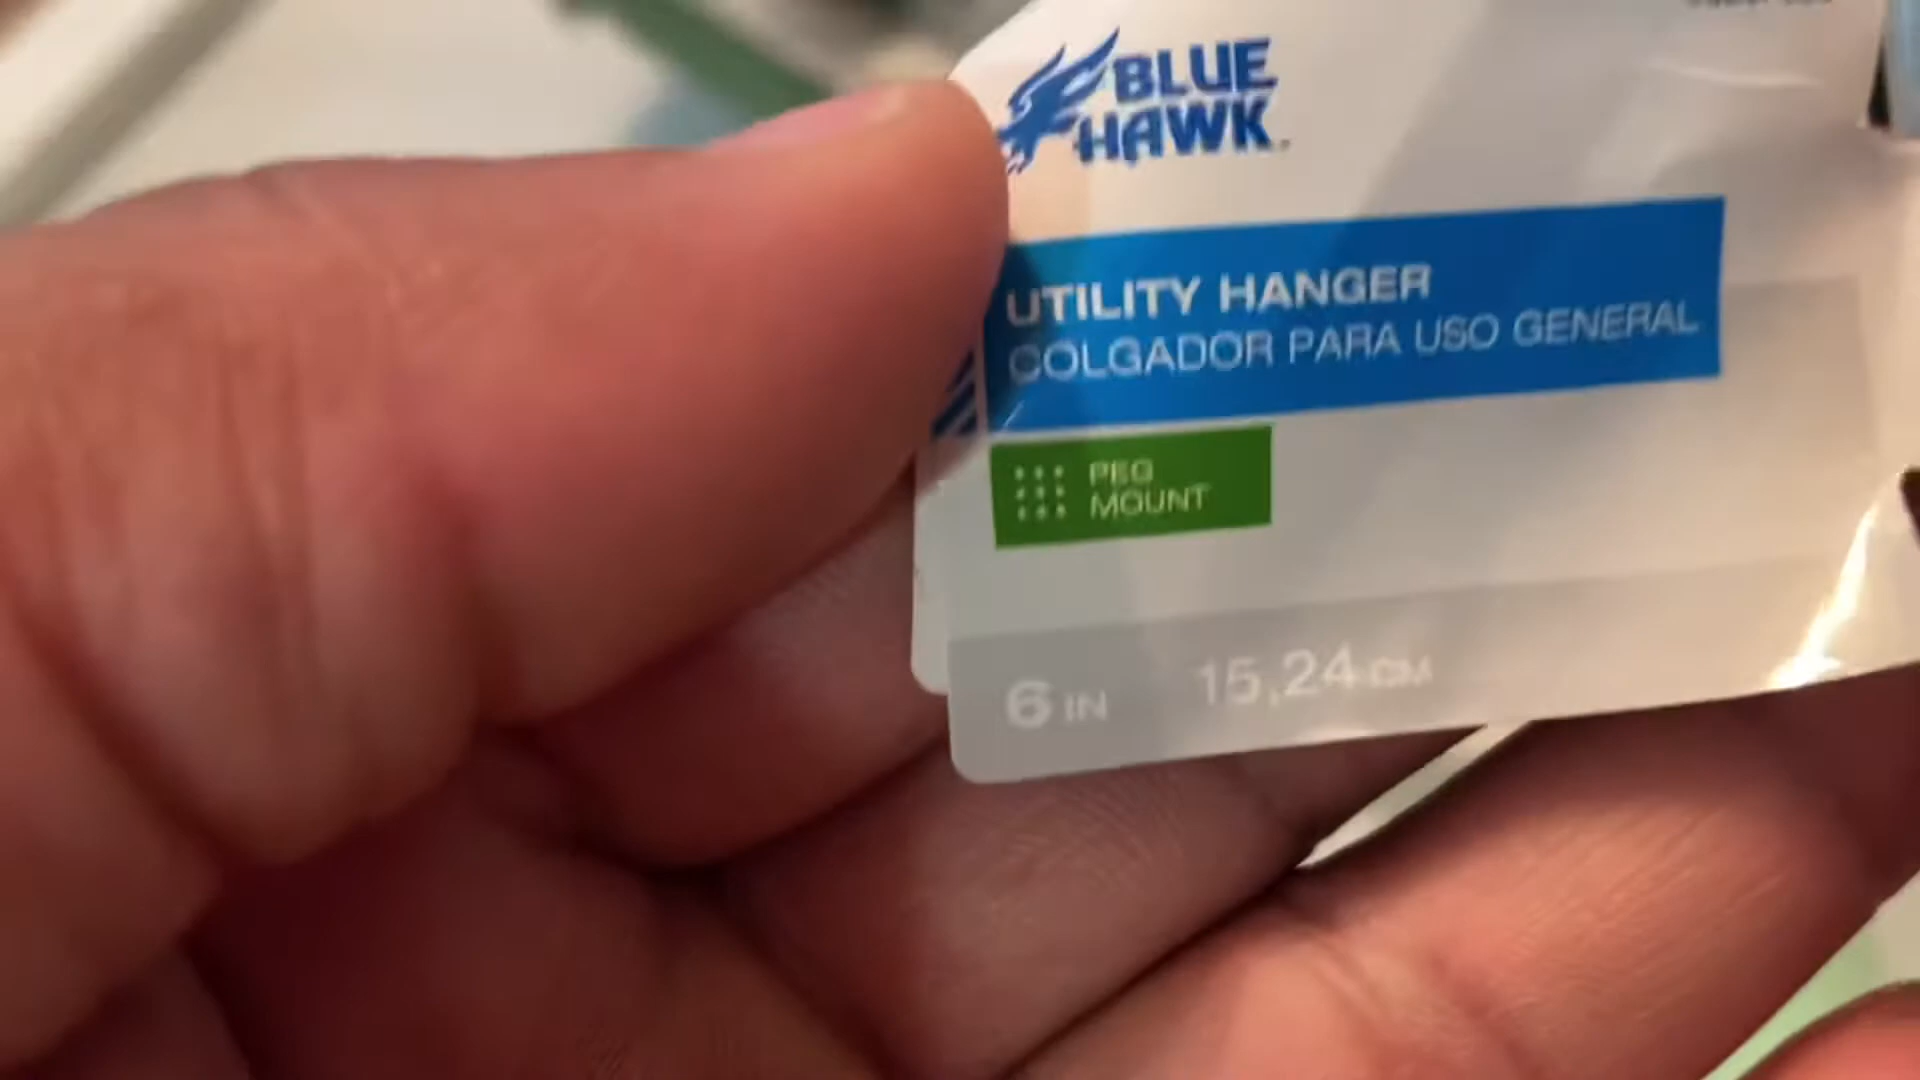 BLUE
HAWK
UTILITY HANGER
COLGADOR PARA USO GENERAL
PEG
MOUNT
6 IN 15,24 CM